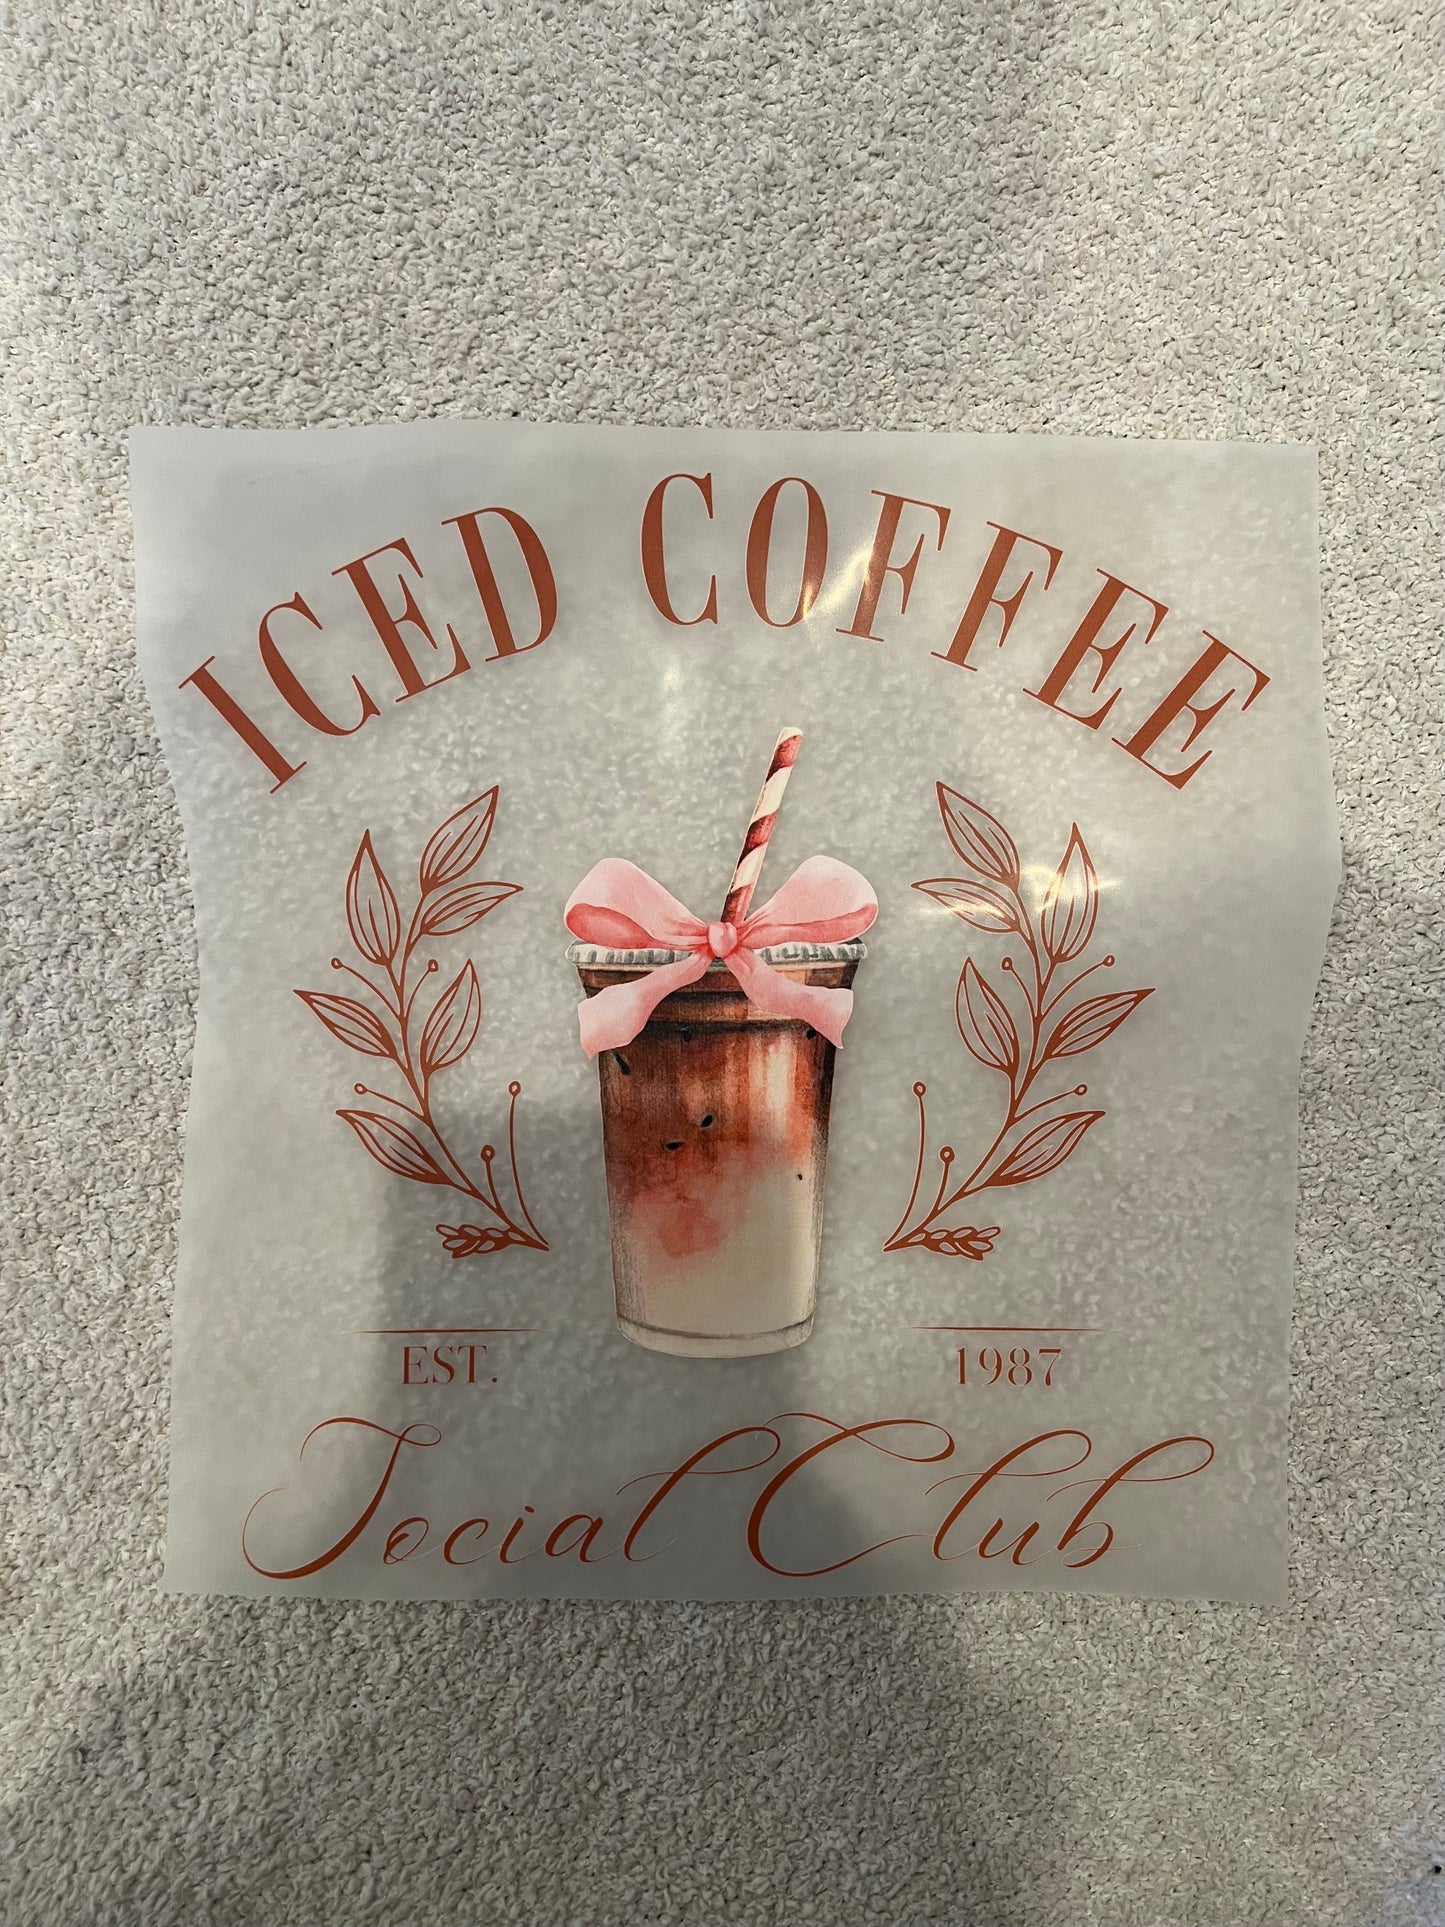 ICED COFFEE
EST. 1987
Social Club